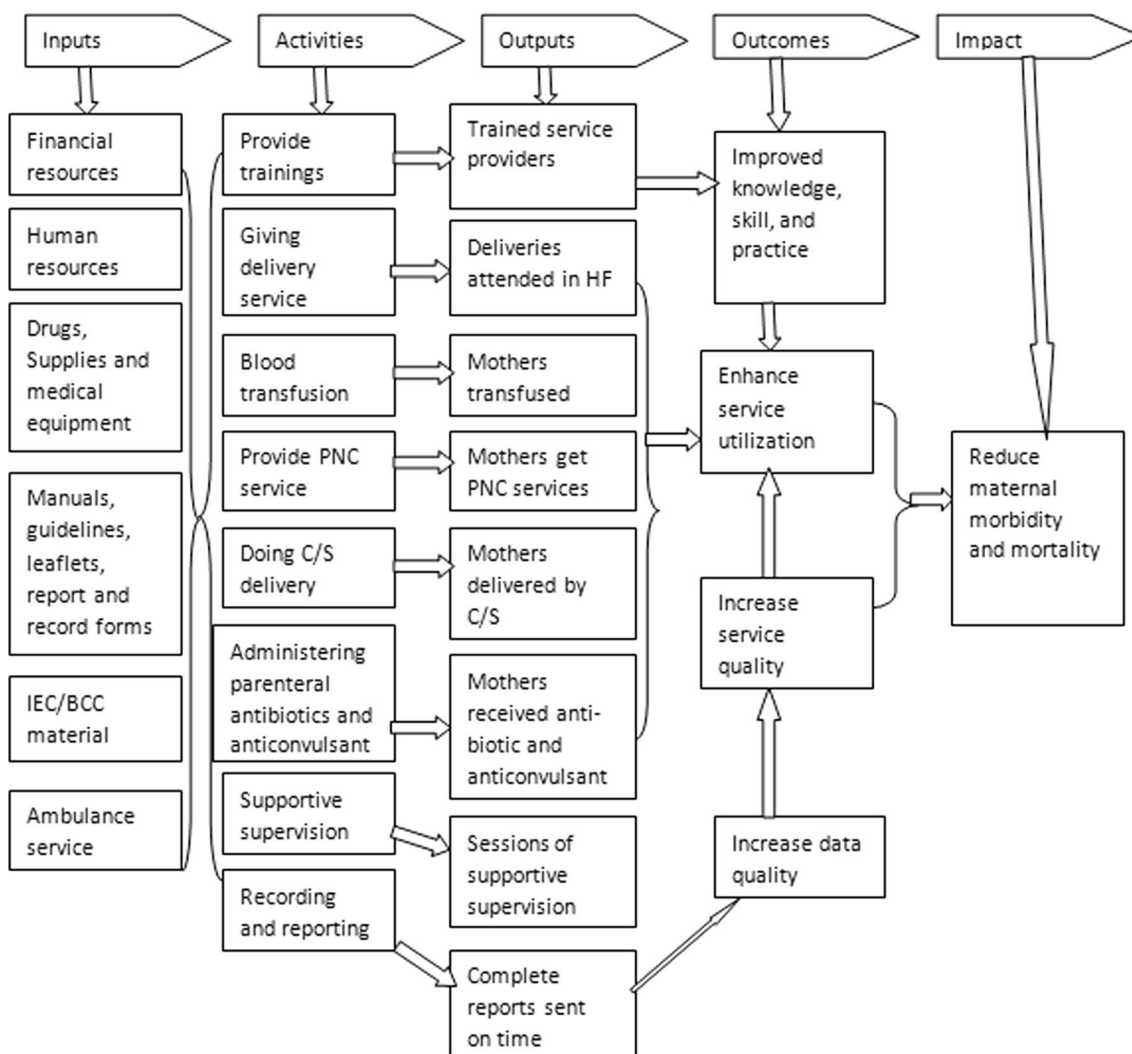 Inputs
Activities
Outputs
Outcomes
Impact
Financial
resources
Human
resources
Drugs,
Supplies and
medical
equipment
Manuals,
guidelines,
leaflets,
report and
record forms
IEC/BCC
material
Ambulance
service
Provide
trainings
Giving
delivery
service
Blood
transfusion
Provide PNC
service
Doing C/S
delivery
Administering
parenteral
antibiotics and
anticonvulsant
Supportive
supervision
Recording
and reporting
Trained service
providers
Deliveries
attended in HF
Mothers
transfused
Mothers get
PNC services
Mothers
delivered by
C/S
Mothers
received anti-
biotic and
anticonvulsant
Sessions of
supportive
supervision
Complete
reports sent
on time
Improved
knowledge,
skill, and
practice
Enhance
service
utilization
Increase
service
quality
Increase data
quality
Reduce
maternal
morbidity
and mortality